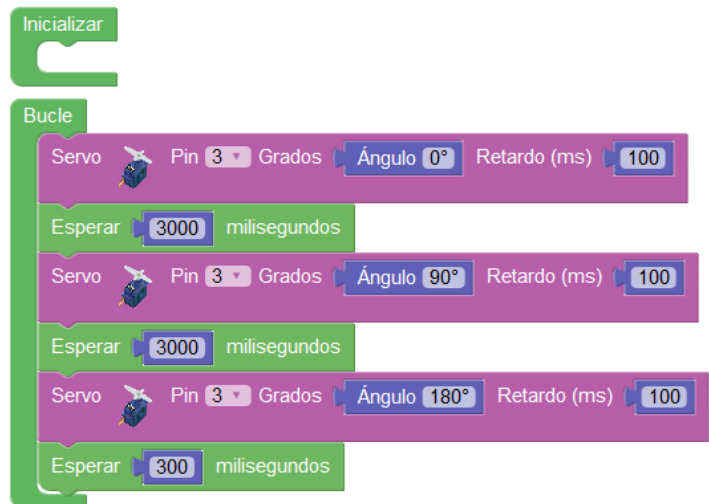 Inicializar
Bucle
Servo Pin 3 Grados Ángulo 0° Retardo (ms) 100
Esperar 3000 milisegundos
Servo Pin 3 Grados Ángulo 90° Retardo (ms) 100
Esperar 3000 milisegundos
Servo Pin 3 Grados Ángulo 180° Retardo (ms) 100
Esperar 300 milisegundos